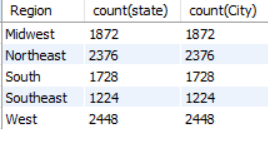 Region count(state) count(City)
Midwest 1872 1872
Northeast 2376 2376
South 1728 1728
Southeast 1224 1224
West 2448 2448